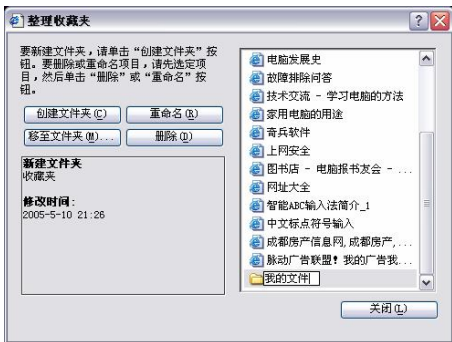 整理收藏夹
要新建文件夹，请单击“创建文件夹”按
钮。要删除或重命名项目，请先选定项
目，然后单击“删除”或“重命名”按
钮。
创建文件夹(C)
重命名(R)
移至文件夹(M)...
删除(D)
新建文件夹
收藏夹
修改时间:
2005-5-10 21:26
电脑发展史
故障排除问答
技术交流 - 学习电脑的方法
家用电脑的用途
奇兵软件
上网安全
图书店 - 电脑报书友会 - ...
网址大全
智能ABC输入法简介_1
中文标点符号输入
成都房产信息网,成都房产,...
脉动广告联盟! 我的广告我...
我的文件
关闭(L)